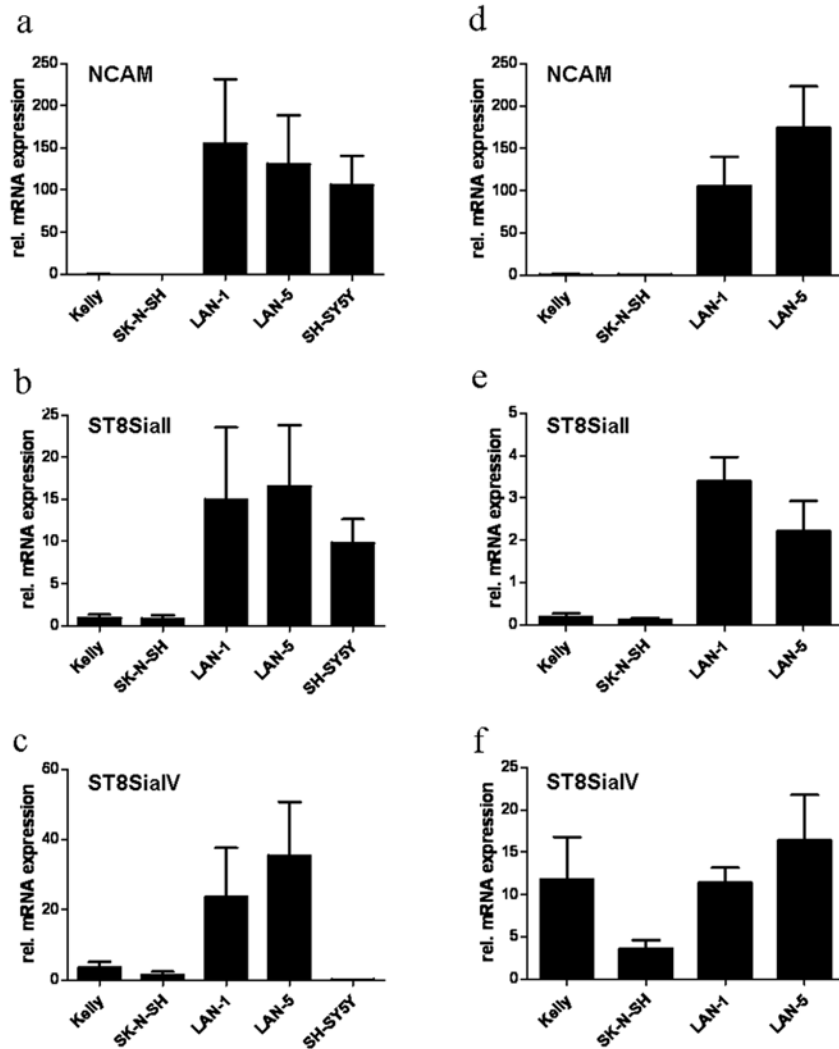 a
NCAM
rel. mRNA expression
250
200
150
100
50
0
Kelly
SK-N-SH
LAN-1
LAN-5
SH-SY5Y
d
NCAM
rel. mRNA expression
250
200
150
100
50
0
Kelly
SK-N-SH
LAN-1
LAN-5
b
ST8SiaII
rel. mRNA expression
25
20
15
10
5
0
Kelly
SK-N-SH
LAN-1
LAN-5
SH-SY5Y
e
ST8SiaII
rel. mRNA expression
5
4
3
2
1
0
Kelly
SK-N-SH
LAN-1
LAN-5
c
ST8SiaIV
rel. mRNA expression
60
40
20
0
Kelly
SK-N-SH
LAN-1
LAN-5
SH-SY5Y
f
ST8SiaIV
rel. mRNA expression
25
20
15
10
5
0
Kelly
SK-N-SH
LAN-1
LAN-5